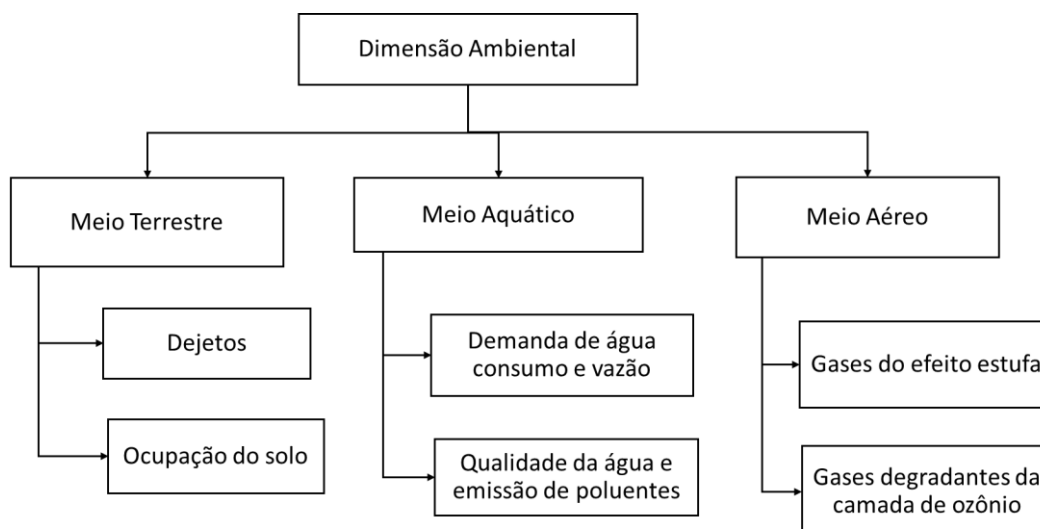 Dimensão Ambiental
Meio Terrestre
Meio Aquático
Meio Aéreo
Dejetos
Demanda de água
consumo e vazão
Gases do efeito estufa
Ocupação do solo
Qualidade da água e
emissão de poluentes
Gases degradantes da
camada de ozônio